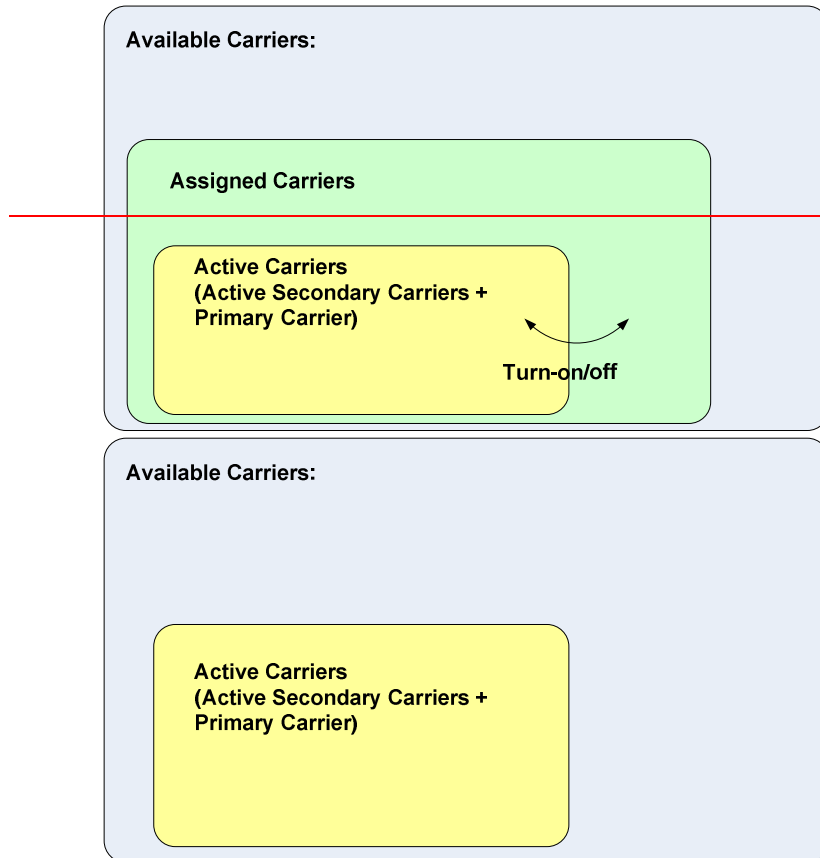 Available Carriers:
Assigned Carriers
Active Carriers
(Active Secondary Carriers +
Primary Carrier)
Turn-on/off
Available Carriers:
Active Carriers
(Active Secondary Carriers +
Primary Carrier)